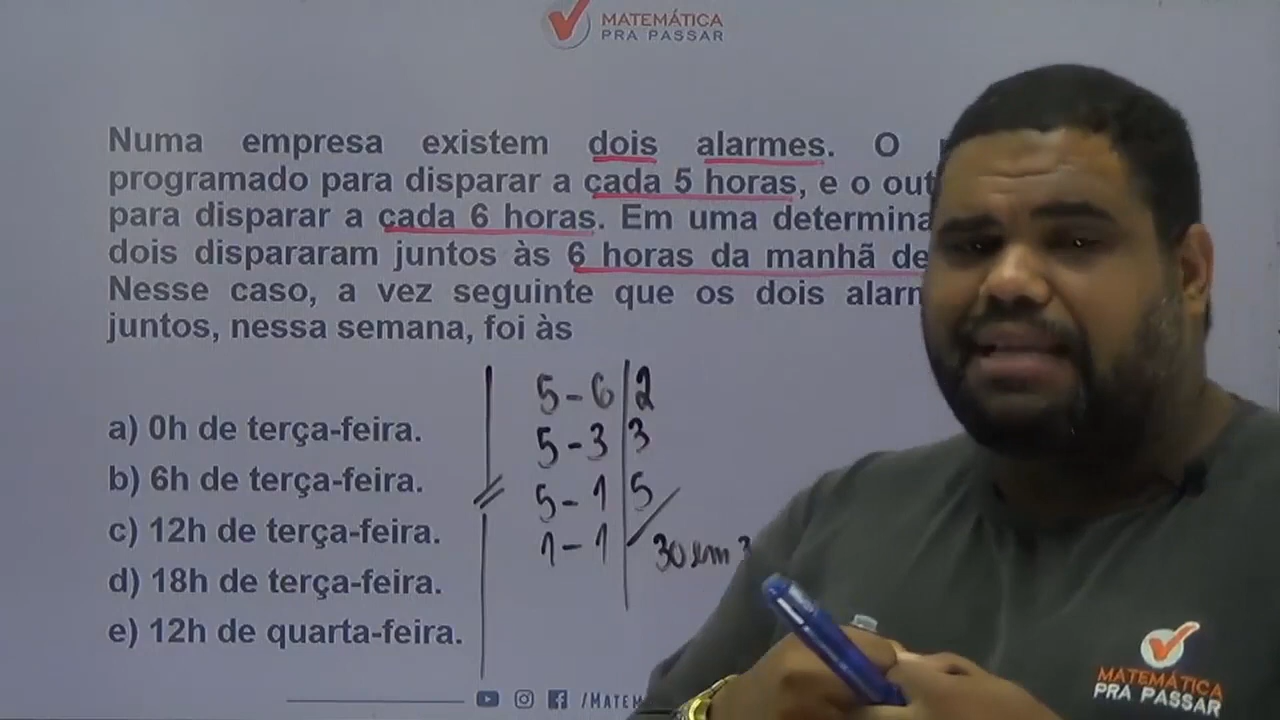 MATEMÁTICA
PRA PASSAR
Numa empresa existem dois alarmes. O
programado para disparar a cada 5 horas, e o
para disparar a cada 6 horas. Em uma
dois dispararam juntos às 6 horas da manhã de
Nesse caso, a vez seguinte que os dois
juntos, nessa semana, foi às
a) 0h de terça-feira.
b) 6h de terça-feira.
c) 12h de terça-feira.
d) 18h de terça-feira.
e) 12h de quarta-feira.
5-6|2
5-3|3
5-1|5
1-1|
30 em
MATEMÁTICA
PRA PASSAR